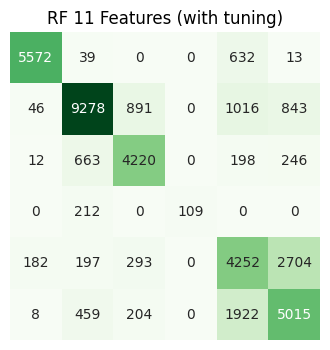 RF 11 Features (with tuning)
5572 39 0 0 632 13
46 9278 891 0 1016 843
12 663 4220 0 198 246
0 212 0 109 0 0
182 197 293 0 4252 2704
8 459 204 0 1922 5015